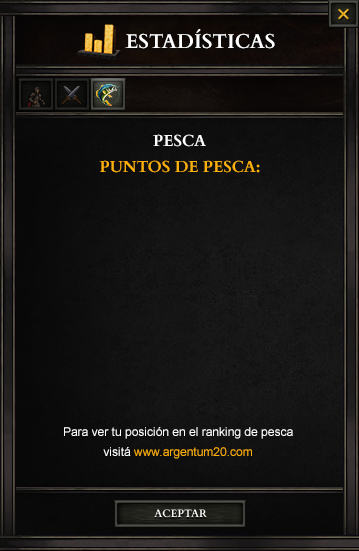 ESTADÍSTICAS
PESCA
PUNTOS DE PESCA:
Para ver tu posición en el ranking de pesca
visitá www.argentum20.com
ACEPTAR